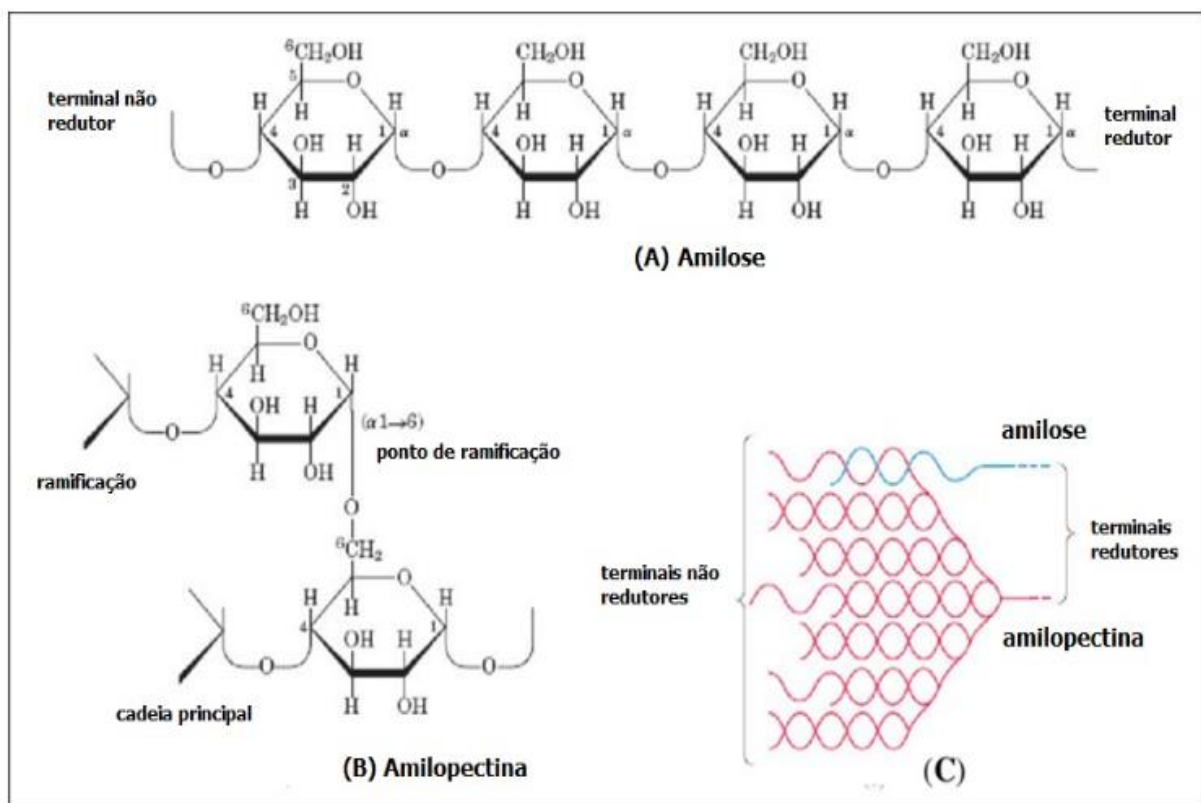 ⁶CH₂OH CH₂OH CH₂OH CH₂OH
5 O O O O
terminal não
redutor
H H H H H H H H
H H H H
4 1 α 4 1 α 4 1 α 4 1 α
terminal
redutor
OH H OH H OH H OH H
O O O O
3 2
H OH H OH H OH H OH
(A) Amilose
⁶CH₂OH
O
H H
H
4 1
OH H
(α1→6)
O
ponto de ramificação
H OH
ramificação
O
⁶CH₂
O
H H
H
4 1
OH H
O O
H OH
cadeia principal
(B) Amilopectina
amilose
terminais
redutores
terminais não
redutores
amilopectina
(C)